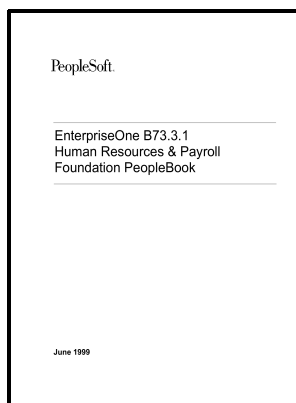 PeopleSoft.
EnterpriseOne B73.3.1
Human Resources & Payroll
Foundation PeopleBook
June 1999